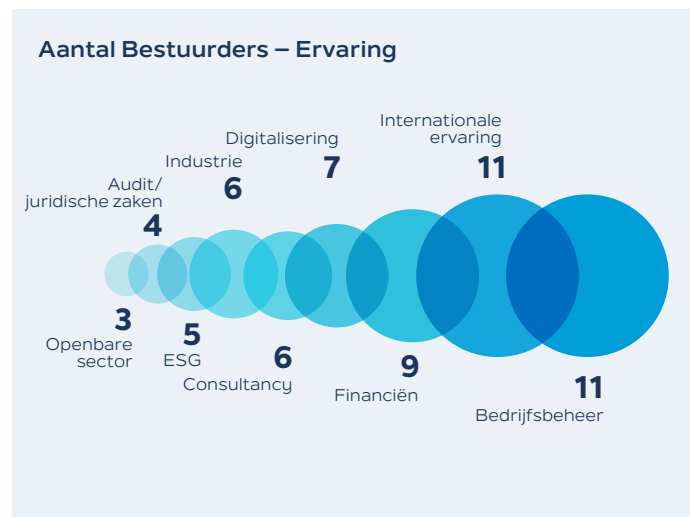 Aantal Bestuurders – Ervaring
Internationale
ervaring
11
Digitalisering
7
Industrie
6
Audit/
juridische zaken
4
3
Openbare
sector
5
ESG
6
Consultancy
9
Financiën
11
Bedrijfsbeheer